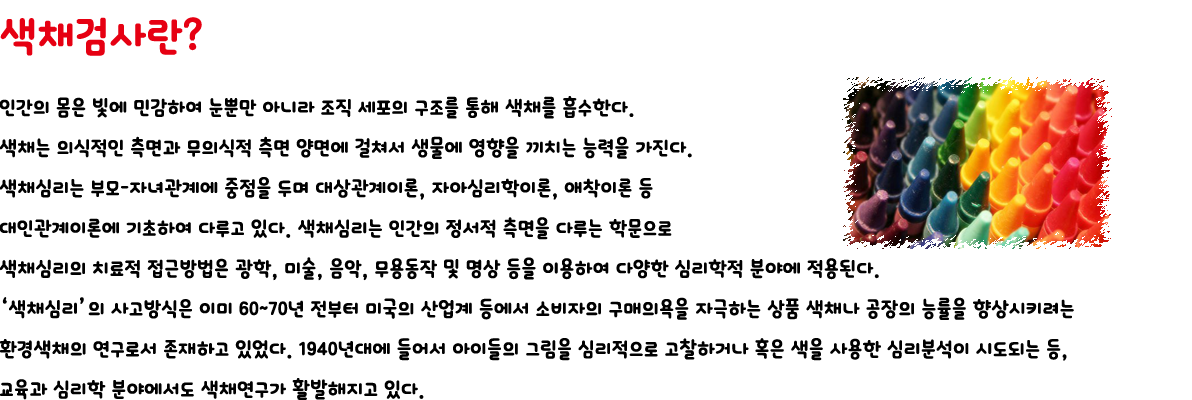 색채검사란?
인간의 몸은 빛에 민감하여 눈뿐만 아니라 조직 세포의 구조를 통해 색채를 흡수한다.
색채는 의식적인 측면과 무의식적 측면 양면에 걸쳐서 생물에 영향을 끼치는 능력을 가진다.
색채심리는 부모-자녀관계에 중점을 두며 대상관계이론, 자아심리학이론, 애착이론 등
대인관계이론에 기초하여 다루고 있다. 색채심리는 인간의 정서적 측면을 다루는 학문으로
색채심리의 치료적 접근방법은 광학, 미술, 음악, 무용동작 및 명상 등을 이용하여 다양한 심리학적 분야에 적용된다.
‘색채심리’의 사고방식은 이미 60~70년 전부터 미국의 산업계 등에서 소비자의 구매의욕을 자극하는 상품 색채나 공장의 능률을 향상시키려는
환경색채의 연구로서 존재하고 있었다. 1940년대에 들어서 아이들의 그림을 심리적으로 고찰하거나 혹은 색을 사용한 심리분석이 시도되는 등,
교육과 심리학 분야에서도 색채연구가 활발해지고 있다.